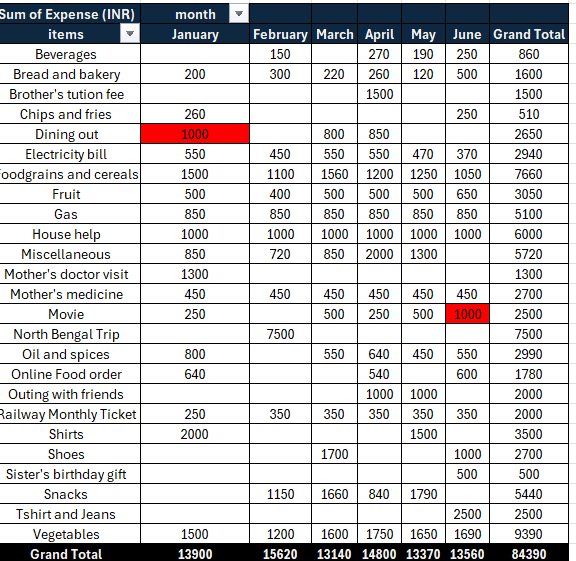 Sum of Expense (INR) month
items January February March April May June Grand Total
Beverages 150 270 190 250 860
Bread and bakery 200 300 220 260 120 500 1600
Brother's tution fee 1500 1500
Chips and fries 260 250 510
Dining out 1000 800 850 2650
Electricity bill 550 450 550 550 470 370 2940
oodgrains and cereals 1500 1100 1560 1200 1250 1050 7660
Fruit 500 400 500 500 500 650 3050
Gas 850 850 850 850 850 850 5100
House help 1000 1000 1000 1000 1000 1000 6000
Miscellaneous 850 720 850 2000 1300 5720
Mother's doctor visit 1300 1300
Mother's medicine 450 450 450 450 450 450 2700
Movie 250 500 250 500 1000 2500
North Bengal Trip 7500 7500
Oil and spices 800 550 640 450 550 2990
Online Food order 640 540 600 1780
Outing with friends 1000 1000 2000
Railway Monthly Ticket 250 350 350 350 350 350 2000
Shirts 2000 1500 3500
Shoes 1700 1000 2700
Sister's birthday gift 500 500
Snacks 1150 1660 840 1790 5440
Tshirt and Jeans 2500 2500
Vegetables 1500 1200 1600 1750 1650 1690 9390
Grand Total 13900 15620 13140 14800 13370 13560 84390